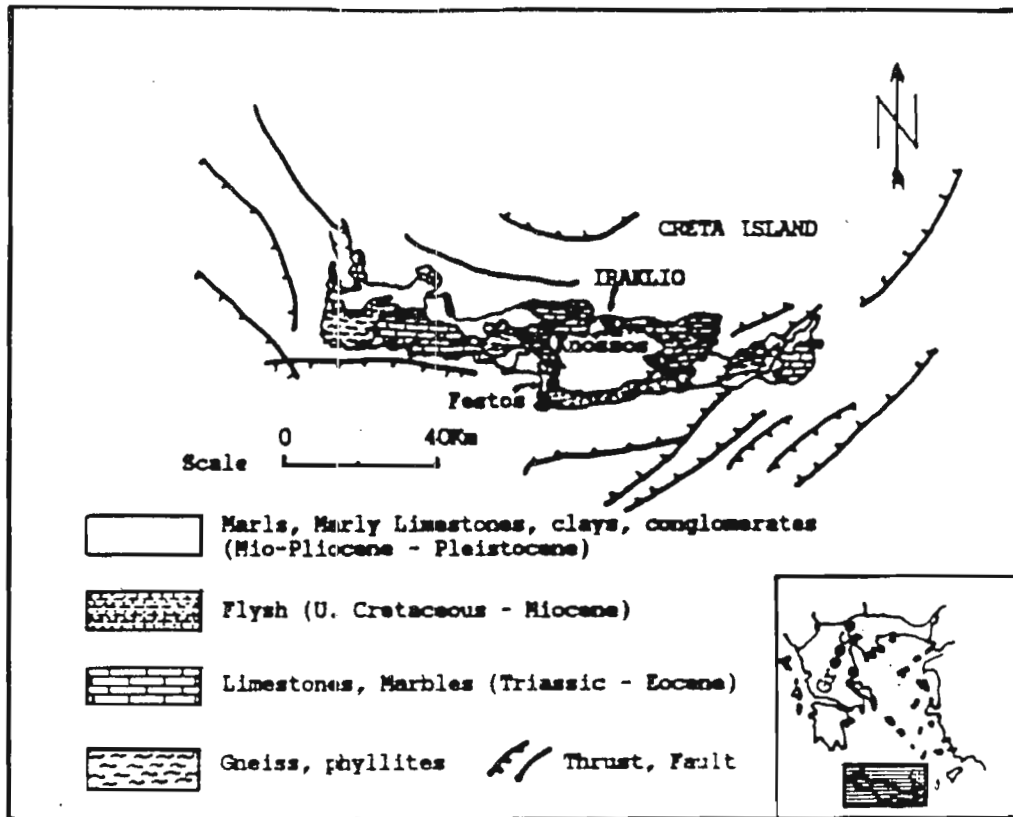 N
CRETA ISLAND
IRAKLIO
Knossos
Festos
0 40Km
Scale
Marls, Marly Limestones, clays, conglomerates
(Mio-Pliocene - Pleistocene)
Flysh (U. Cretaceous - Miocene)
Limestones, Marbles (Triassic - Eocene)
Gneiss, phyllites
Thrust, Fault